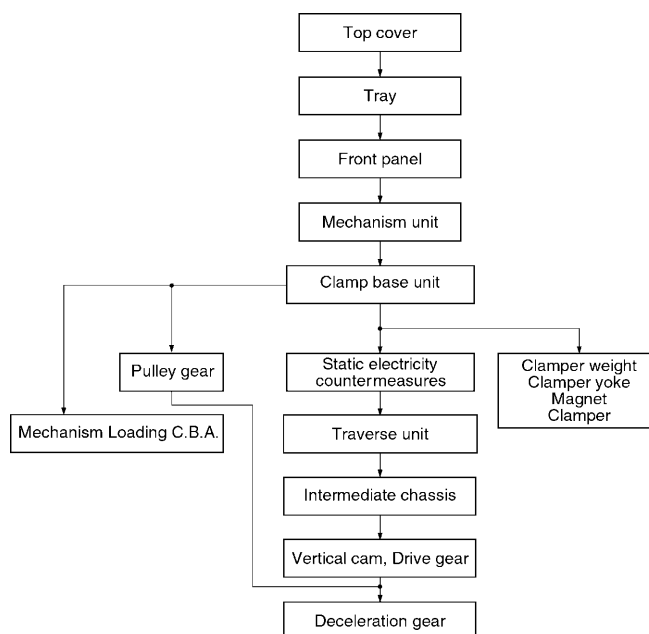 Top cover
Tray
Front panel
Mechanism unit
Clamp base unit
Pulley gear
Mechanism Loading C.B.A.
Static electricity
countermeasures
Clamper weight
Clamper yoke
Magnet
Clamper
Traverse unit
Intermediate chassis
Vertical cam, Drive gear
Deceleration gear